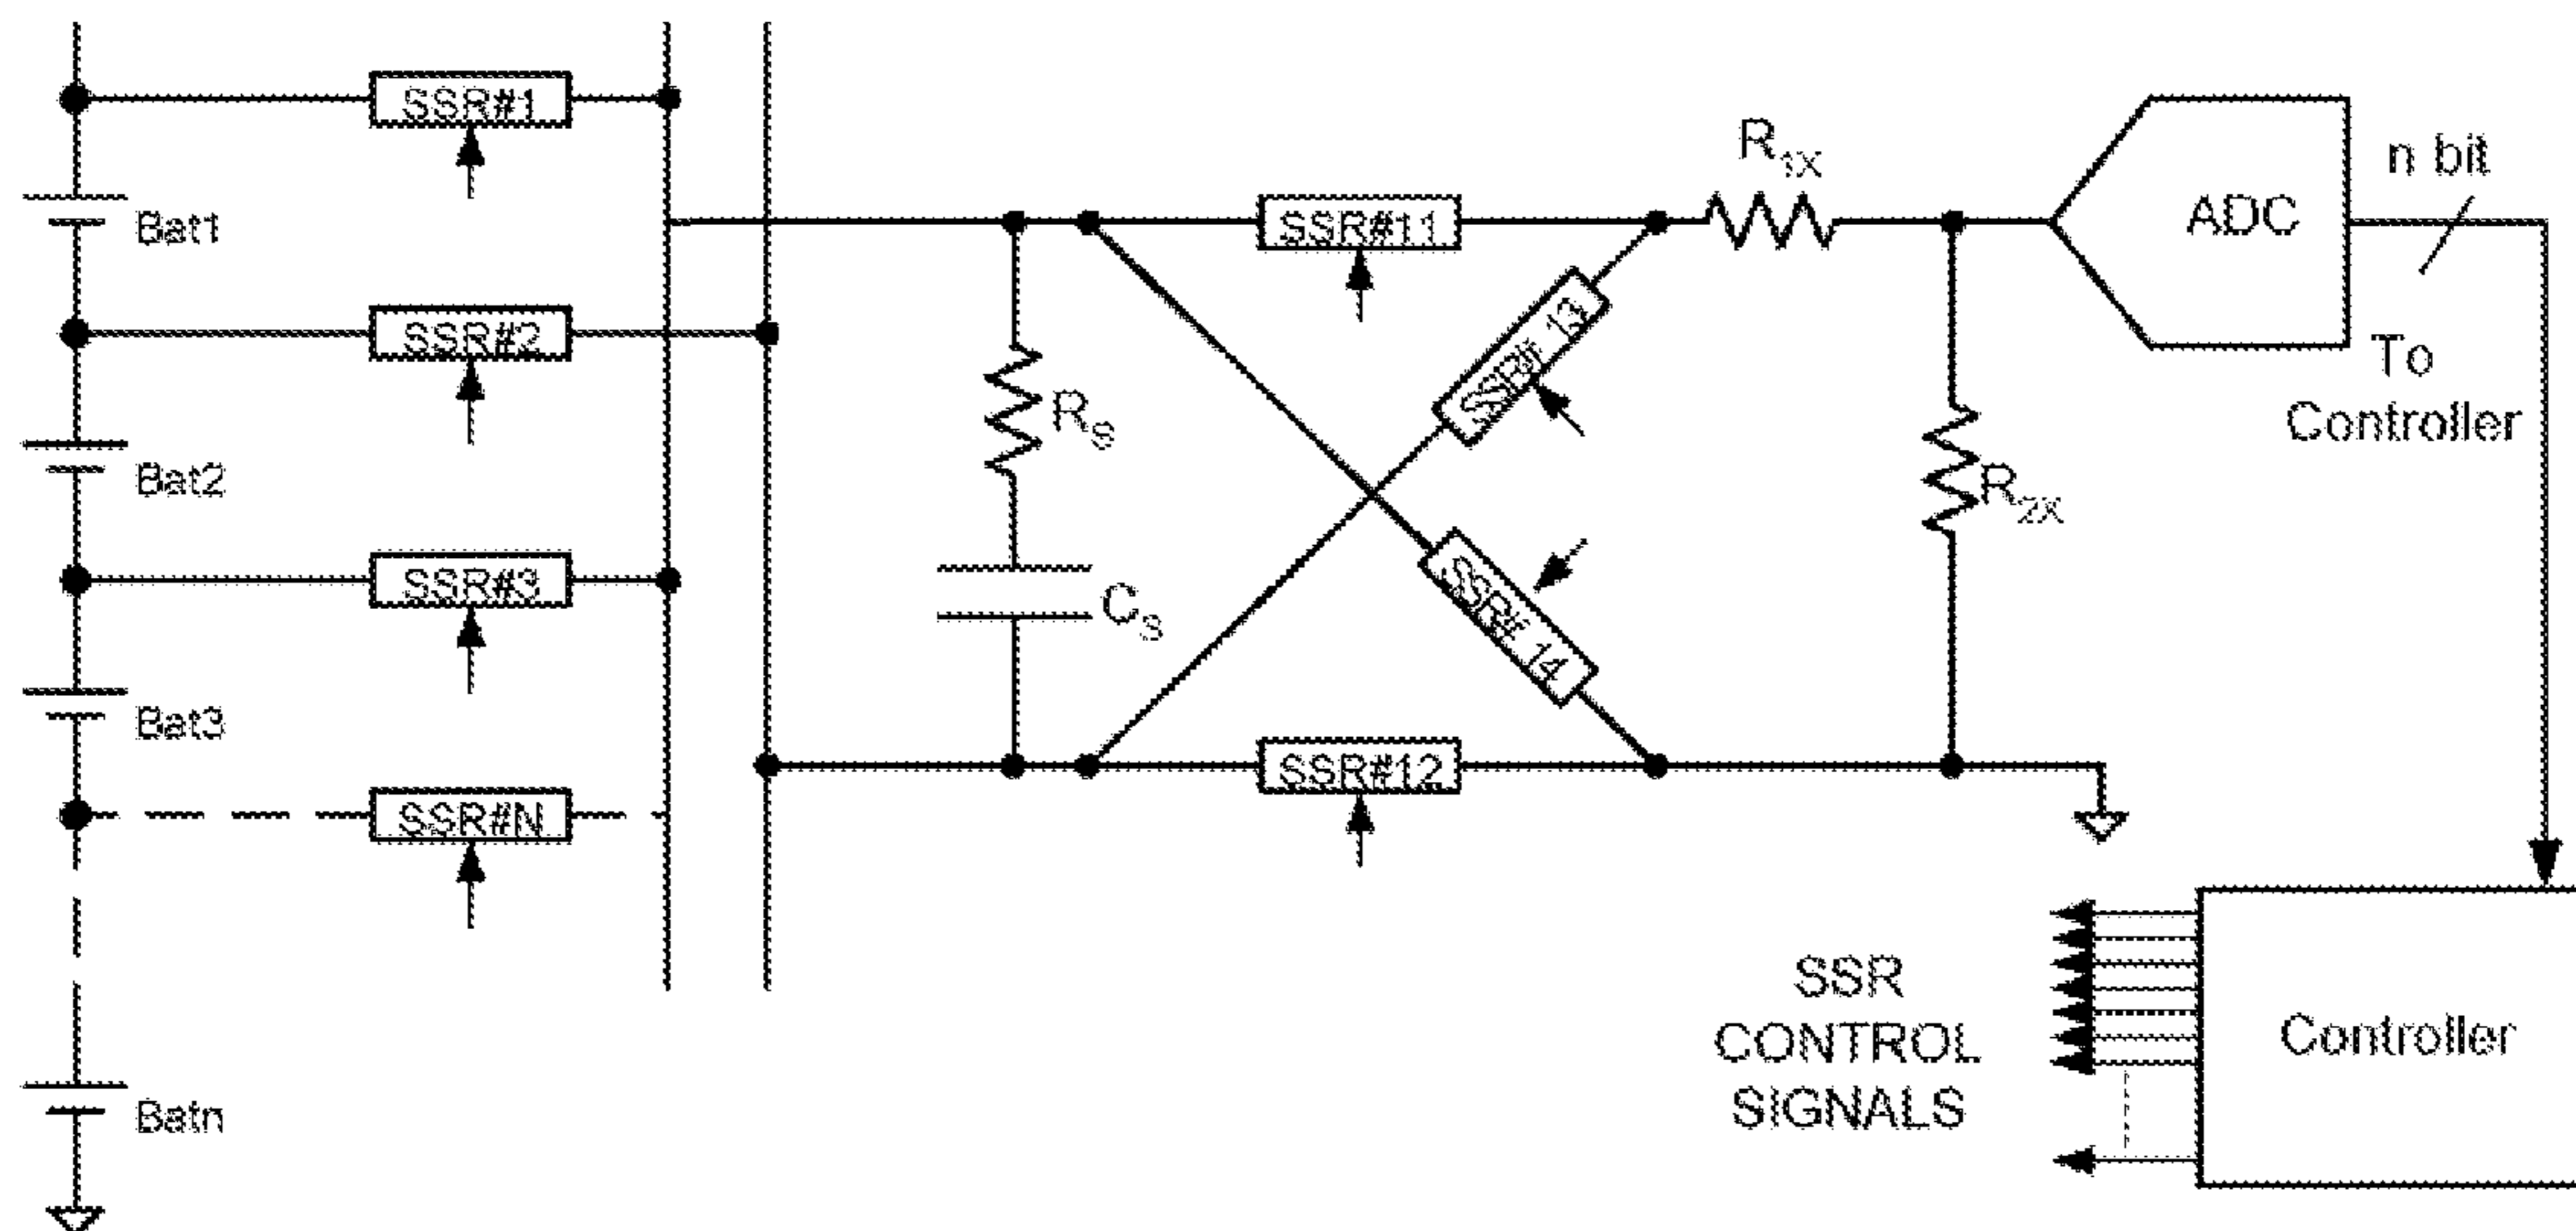 SSR#1
Bat1
SSR#2
Bat2
SSR#3
Bat3
SSR#N
Batn
RS
CS
SSR#11
SSR# 13
SSR# 14
SSR#12
R1X
R2X
ADC
n bit
To
Controller
SSR
CONTROL
SIGNALS
Controller